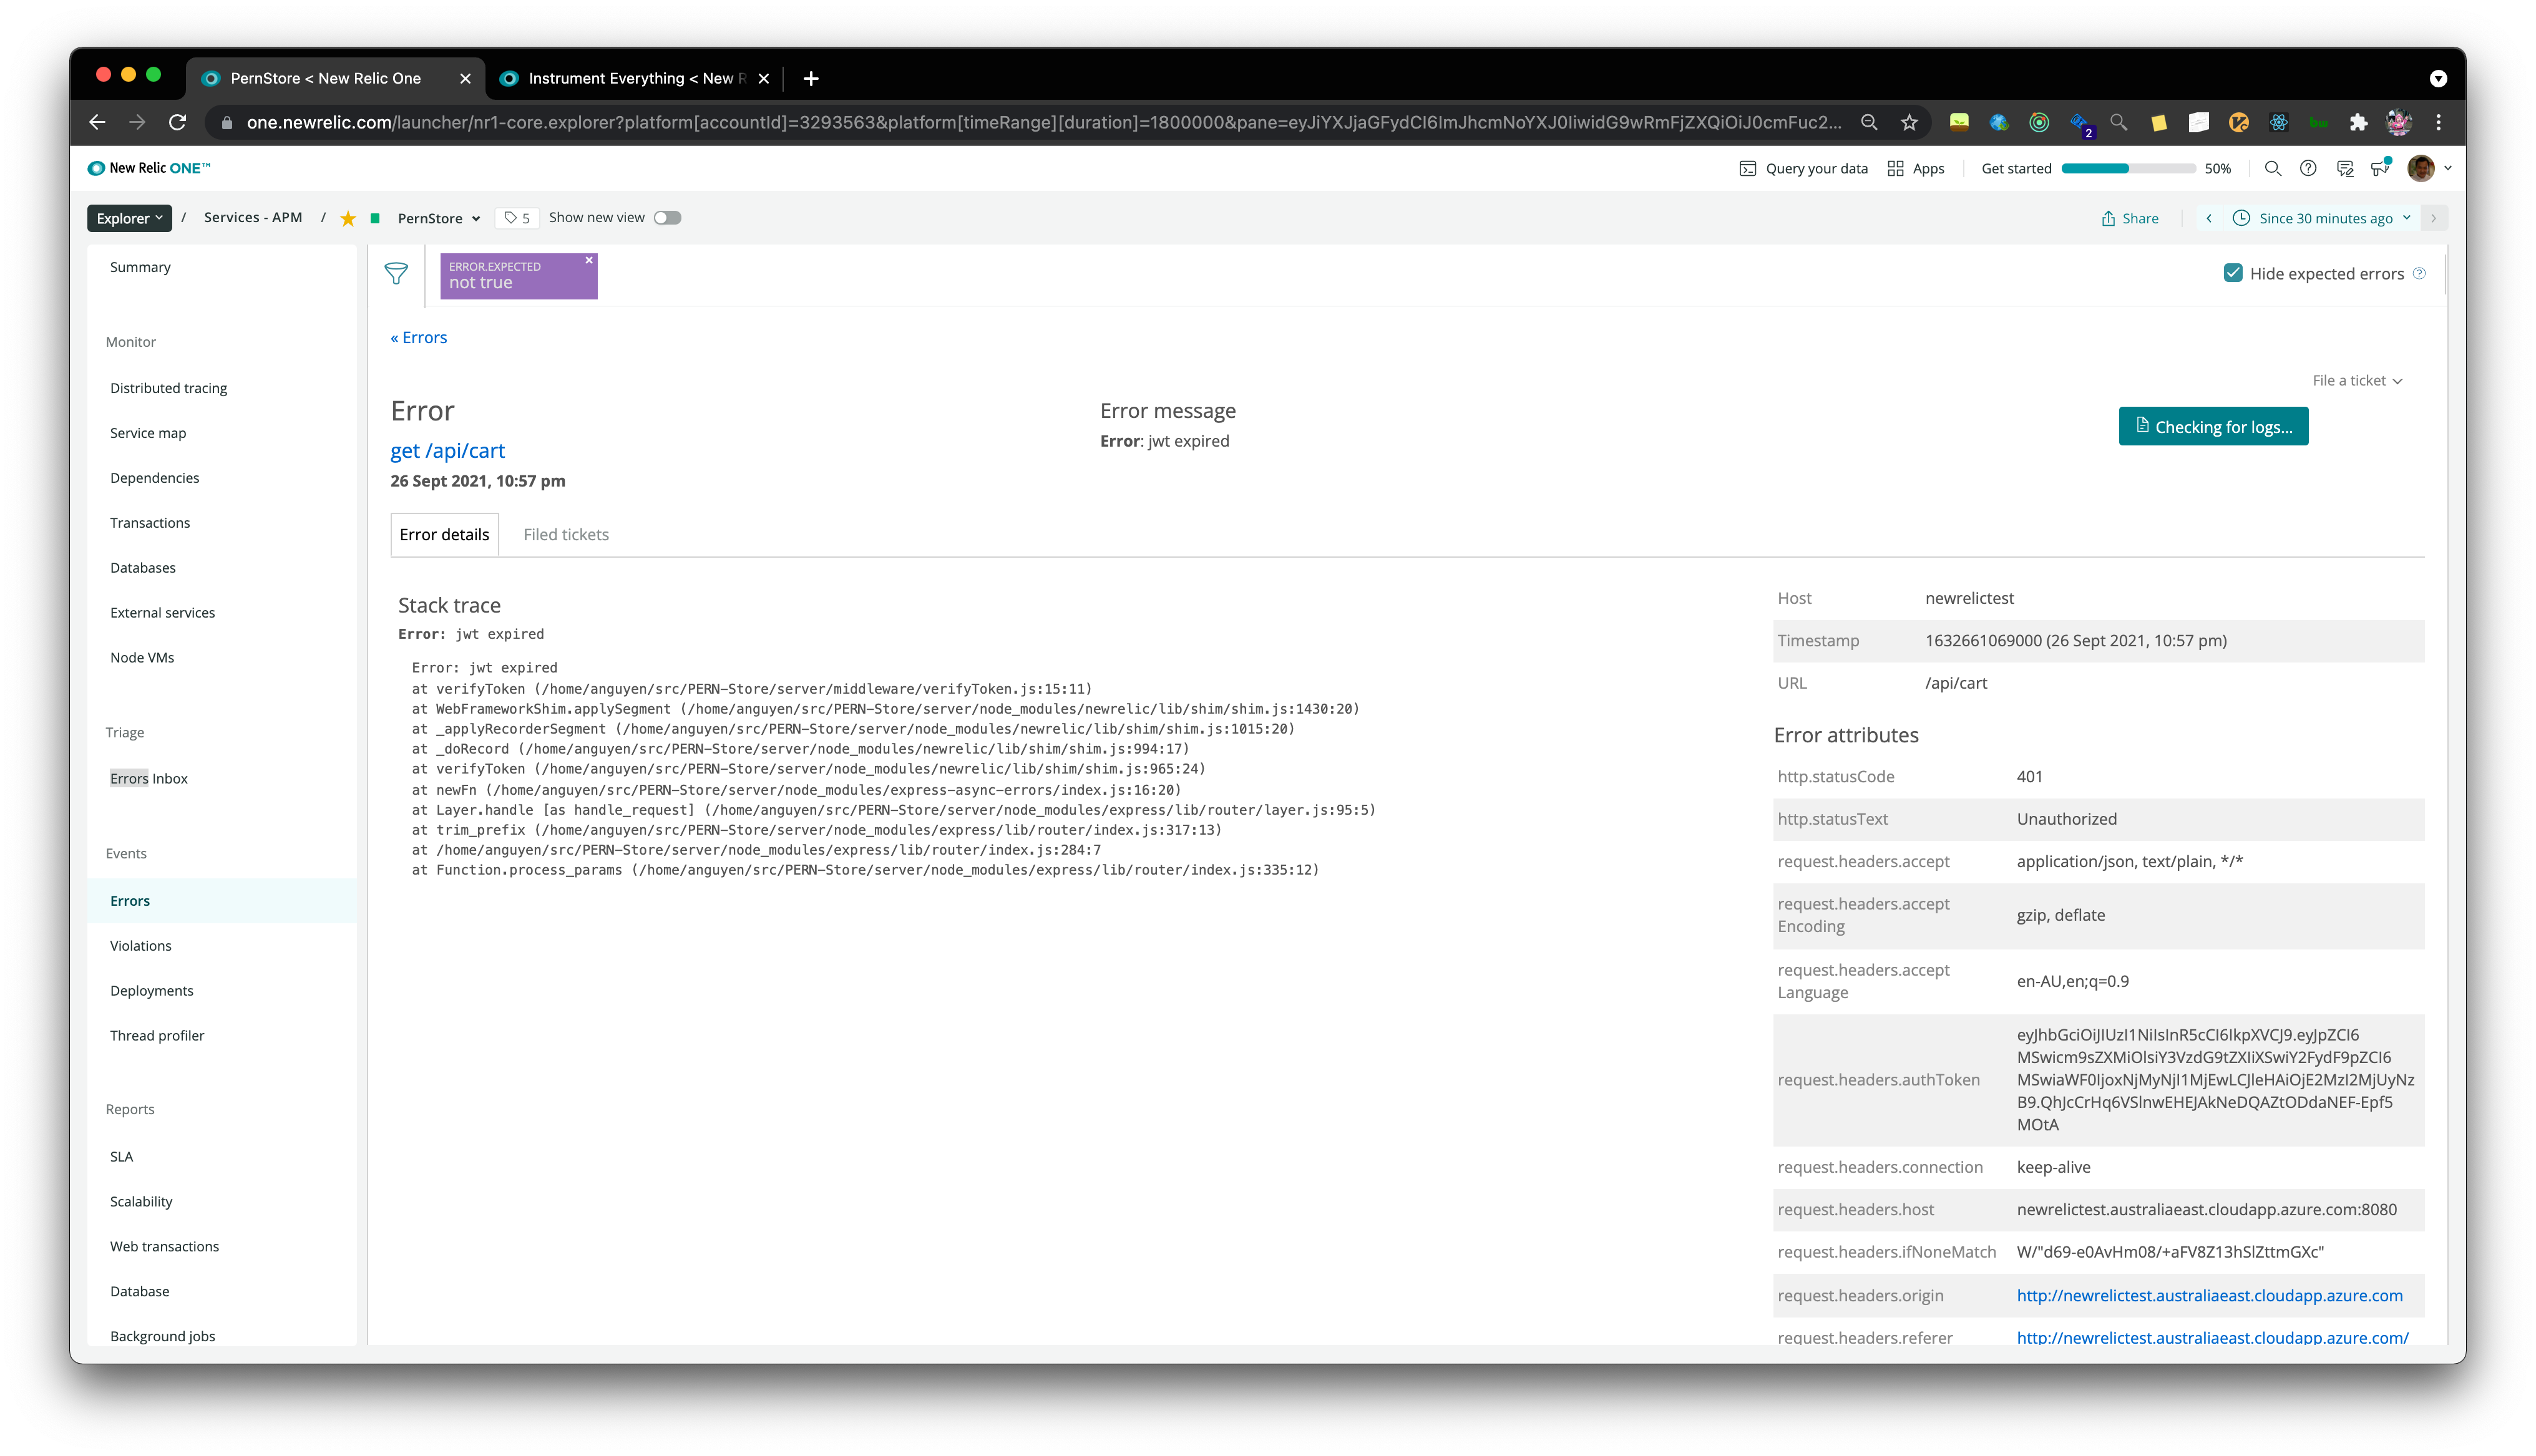 PernStore < New Relic One
Instrument Everything < New R
one.newrelic.com/launcher/nr1-core.explorer?platform[accountId]=3293563&platform[timeRange][duration]=1800000&pane=eyJiYXJjaGFydCI6ImJhcmNoYXJ0IiwidG9wRmFjZXQiOiJ0cmFuc2...
2
New Relic ONE™
Query your data
Apps
Get started
50%
Explorer / Services - APM / PernStore
5
Show new view
Share
Since 30 minutes ago
Summary
Monitor
Distributed tracing
Service map
Dependencies
Transactions
Databases
External services
Node VMs
Triage
Errors Inbox
Events
Errors
Violations
Deployments
Thread profiler
Reports
SLA
Scalability
Web transactions
Database
Background jobs
ERROR.EXPECTED
not true
Hide expected errors
« Errors
File a ticket
Error
get /api/cart
26 Sept 2021, 10:57 pm
Error message
Error: jwt expired
Checking for logs...
Error details
Filed tickets
Stack trace
Error: jwt expired
Error: jwt expired
at verifyToken (/home/anguyen/src/PERN-Store/server/middleware/verifyToken.js:15:11)
at WebFrameworkShim.applySegment (/home/anguyen/src/PERN-Store/server/node_modules/newrelic/lib/shim/shim.js:1430:20)
at _applyRecorderSegment (/home/anguyen/src/PERN-Store/server/node_modules/newrelic/lib/shim/shim.js:1015:20)
at _doRecord (/home/anguyen/src/PERN-Store/server/node_modules/newrelic/lib/shim/shim.js:994:17)
at verifyToken (/home/anguyen/src/PERN-Store/server/node_modules/newrelic/lib/shim/shim.js:965:24)
at newFn (/home/anguyen/src/PERN-Store/server/node_modules/express-async-errors/index.js:16:20)
at Layer.handle [as handle_request] (/home/anguyen/src/PERN-Store/server/node_modules/express/lib/router/layer.js:95:5)
at trim_prefix (/home/anguyen/src/PERN-Store/server/node_modules/express/lib/router/index.js:317:13)
at /home/anguyen/src/PERN-Store/server/node_modules/express/lib/router/index.js:284:7
at Function.process_params (/home/anguyen/src/PERN-Store/server/node_modules/express/lib/router/index.js:335:12)
Host newrelictest
Timestamp 1632661069000 (26 Sept 2021, 10:57 pm)
URL /api/cart
Error attributes
http.statusCode 401
http.statusText Unauthorized
request.headers.accept application/json, text/plain, */*
request.headers.accept
Encoding
gzip, deflate
request.headers.accept
Language
en-AU,en;q=0.9
request.headers.authToken
eyJhbGciOiJIUzI1NiIsInR5cCI6IkpXVCJ9.eyJpZCI6
MSwicm9sZXMiOlsiY3VzdG9tZXIiXSwiY2FydF9pZCI6
MSwiaWF0IjoxNjMyNjI1MjEwLCJleHAiOjE2MzI2MjUyNz
B9.QhJcCrHq6VSlnwEHEJAkNeDQAZtODdaNEF-Epf5
MOtA
request.headers.connection keep-alive
request.headers.host newrelictest.australiaeast.cloudapp.azure.com:8080
request.headers.ifNoneMatch W/"d69-e0AvHm08/+aFV8Z13hSlZttmGXc"
request.headers.origin http://newrelictest.australiaeast.cloudapp.azure.com
request.headers.referer http://newrelictest.australiaeast.cloudapp.azure.com/